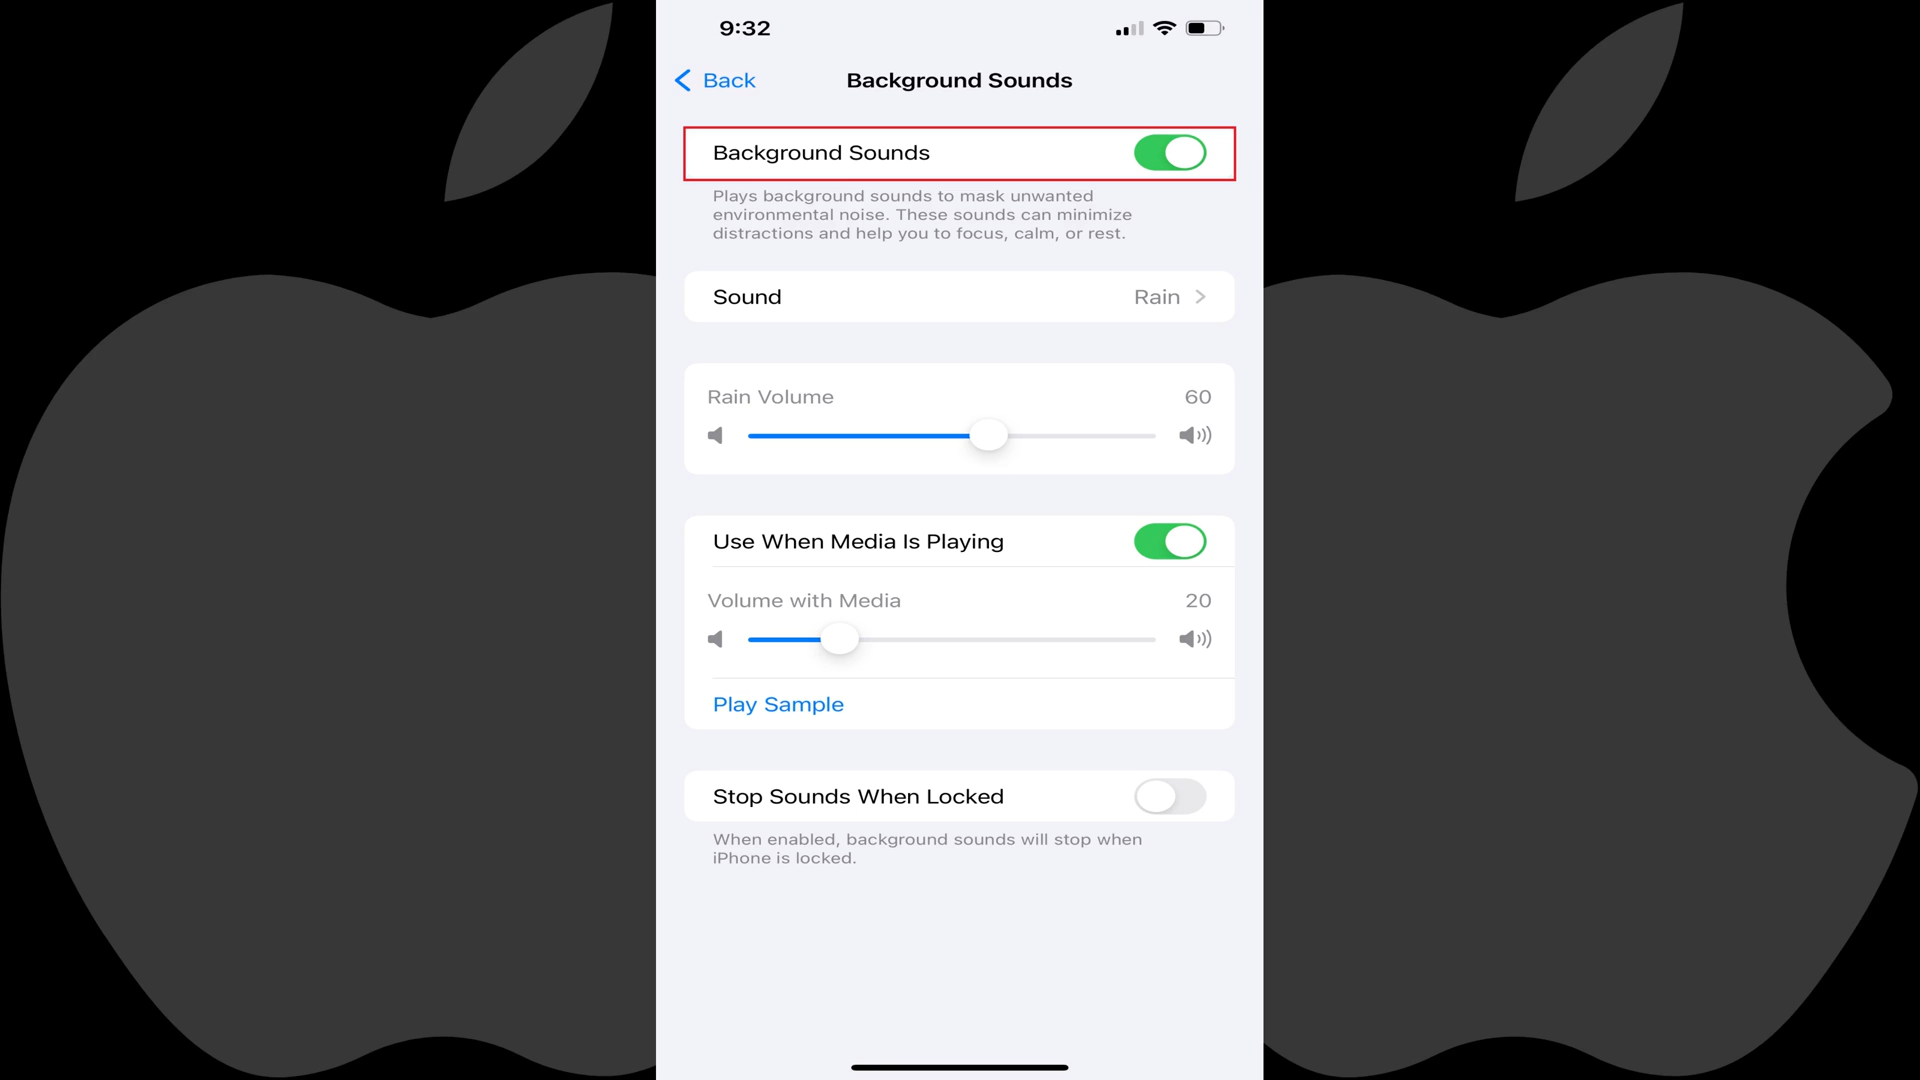 9:32
Back
Background Sounds
Background Sounds
Plays background sounds to mask unwanted
environmental noise. These sounds can minimize
distractions and help you to focus, calm, or rest.
Sound
Rain
Rain Volume
60
Use When Media Is Playing
Volume with Media
20
Play Sample
Stop Sounds When Locked
When enabled, background sounds will stop when
iPhone is locked.